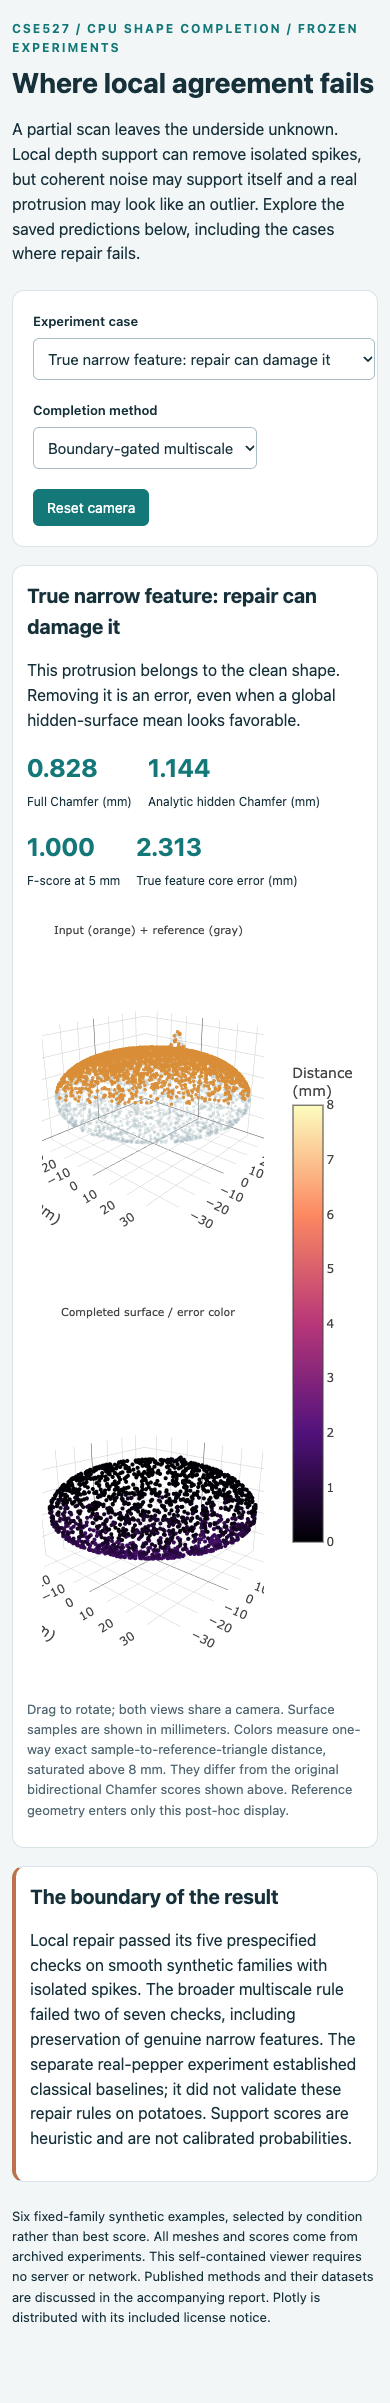 CSE527 / CPU SHAPE COMPLETION / FROZEN
EXPERIMENTS
Where local agreement fails
A partial scan leaves the underside unknown.
Local depth support can remove isolated spikes,
but coherent noise may support itself and a real
protrusion may look like an outlier. Explore the
saved predictions below, including the cases
where repair fails.
Experiment case
True narrow feature: repair can damage it
Completion method
Boundary-gated multiscale
Reset camera
True narrow feature: repair can
damage it
This protrusion belongs to the clean shape.
Removing it is an error, even when a global
hidden-surface mean looks favorable.
0.828 1.144
Full Chamfer (mm) Analytic hidden Chamfer (mm)
1.000 2.313
F-score at 5 mm True feature core error (mm)
Input (orange) + reference (gray)
Distance
(mm)
8
7
6
5
4
3
2
1
0
20
−10
0
10
20
30
10
0
−10
−20
−30
m)
Completed surface / error color
−10
0
10
20
30
0
−10
−20
−30
Drag to rotate; both views share a camera. Surface
samples are shown in millimeters. Colors measure one-
way exact sample-to-reference-triangle distance,
saturated above 8 mm. They differ from the original
bidirectional Chamfer scores shown above. Reference
geometry enters only this post-hoc display.
The boundary of the result
Local repair passed its five prespecified
checks on smooth synthetic families with
isolated spikes. The broader multiscale rule
failed two of seven checks, including
preservation of genuine narrow features. The
separate real-pepper experiment established
classical baselines; it did not validate these
repair rules on potatoes. Support scores are
heuristic and are not calibrated probabilities.
Six fixed-family synthetic examples, selected by condition
rather than best score. All meshes and scores come from
archived experiments. This self-contained viewer requires
no server or network. Published methods and their datasets
are discussed in the accompanying report. Plotly is
distributed with its included license notice.